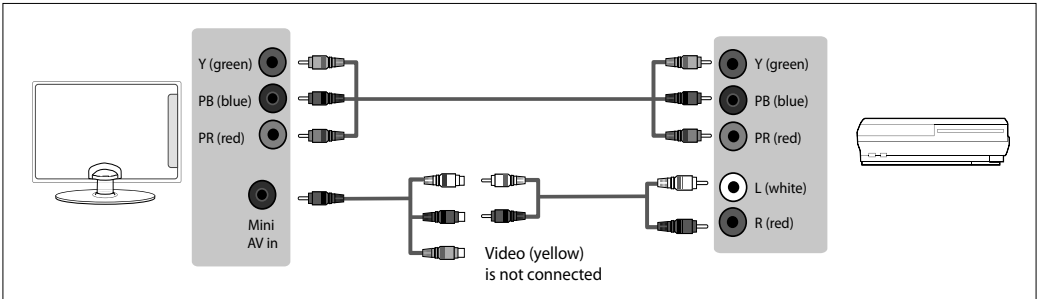 Y (green)
PB (blue)
PR (red)
Mini
AV in
Video (yellow)
is not connected
Y (green)
PB (blue)
PR (red)
L (white)
R (red)